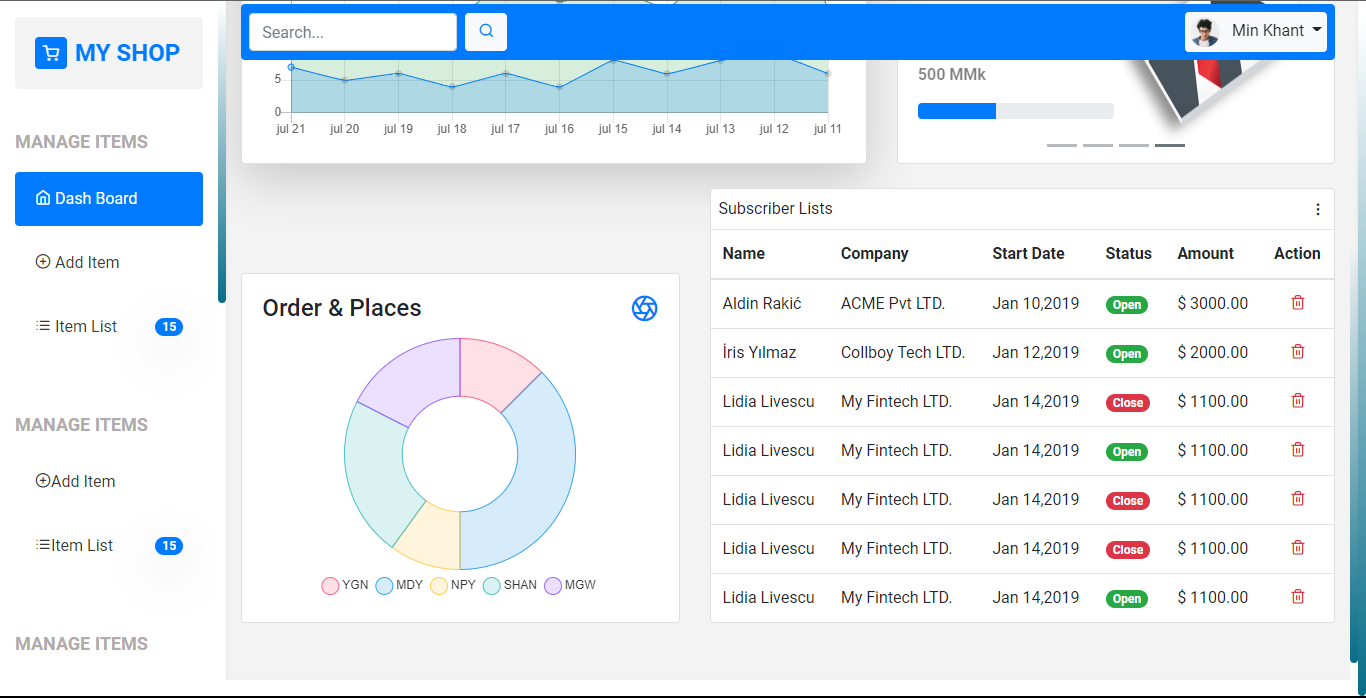 MY SHOP
MANAGE ITEMS
Dash Board
Add Item
Item List 15
MANAGE ITEMS
Add Item
Item List 15
MANAGE ITEMS
Search...
Min Khant
5
0
jul 21 jul 20 jul 19 jul 18 jul 17 jul 16 jul 15 jul 14 jul 13 jul 12 jul 11
500 MMk
Order & Places
YGN MDY NPY SHAN MGW
Subscriber Lists
Name Company Start Date Status Amount Action
Aldin Rakić ACME Pvt LTD. Jan 10,2019 Open $ 3000.00
İris Yılmaz Collboy Tech LTD. Jan 12,2019 Open $ 2000.00
Lidia Livescu My Fintech LTD. Jan 14,2019 Close $ 1100.00
Lidia Livescu My Fintech LTD. Jan 14,2019 Open $ 1100.00
Lidia Livescu My Fintech LTD. Jan 14,2019 Close $ 1100.00
Lidia Livescu My Fintech LTD. Jan 14,2019 Close $ 1100.00
Lidia Livescu My Fintech LTD. Jan 14,2019 Open $ 1100.00